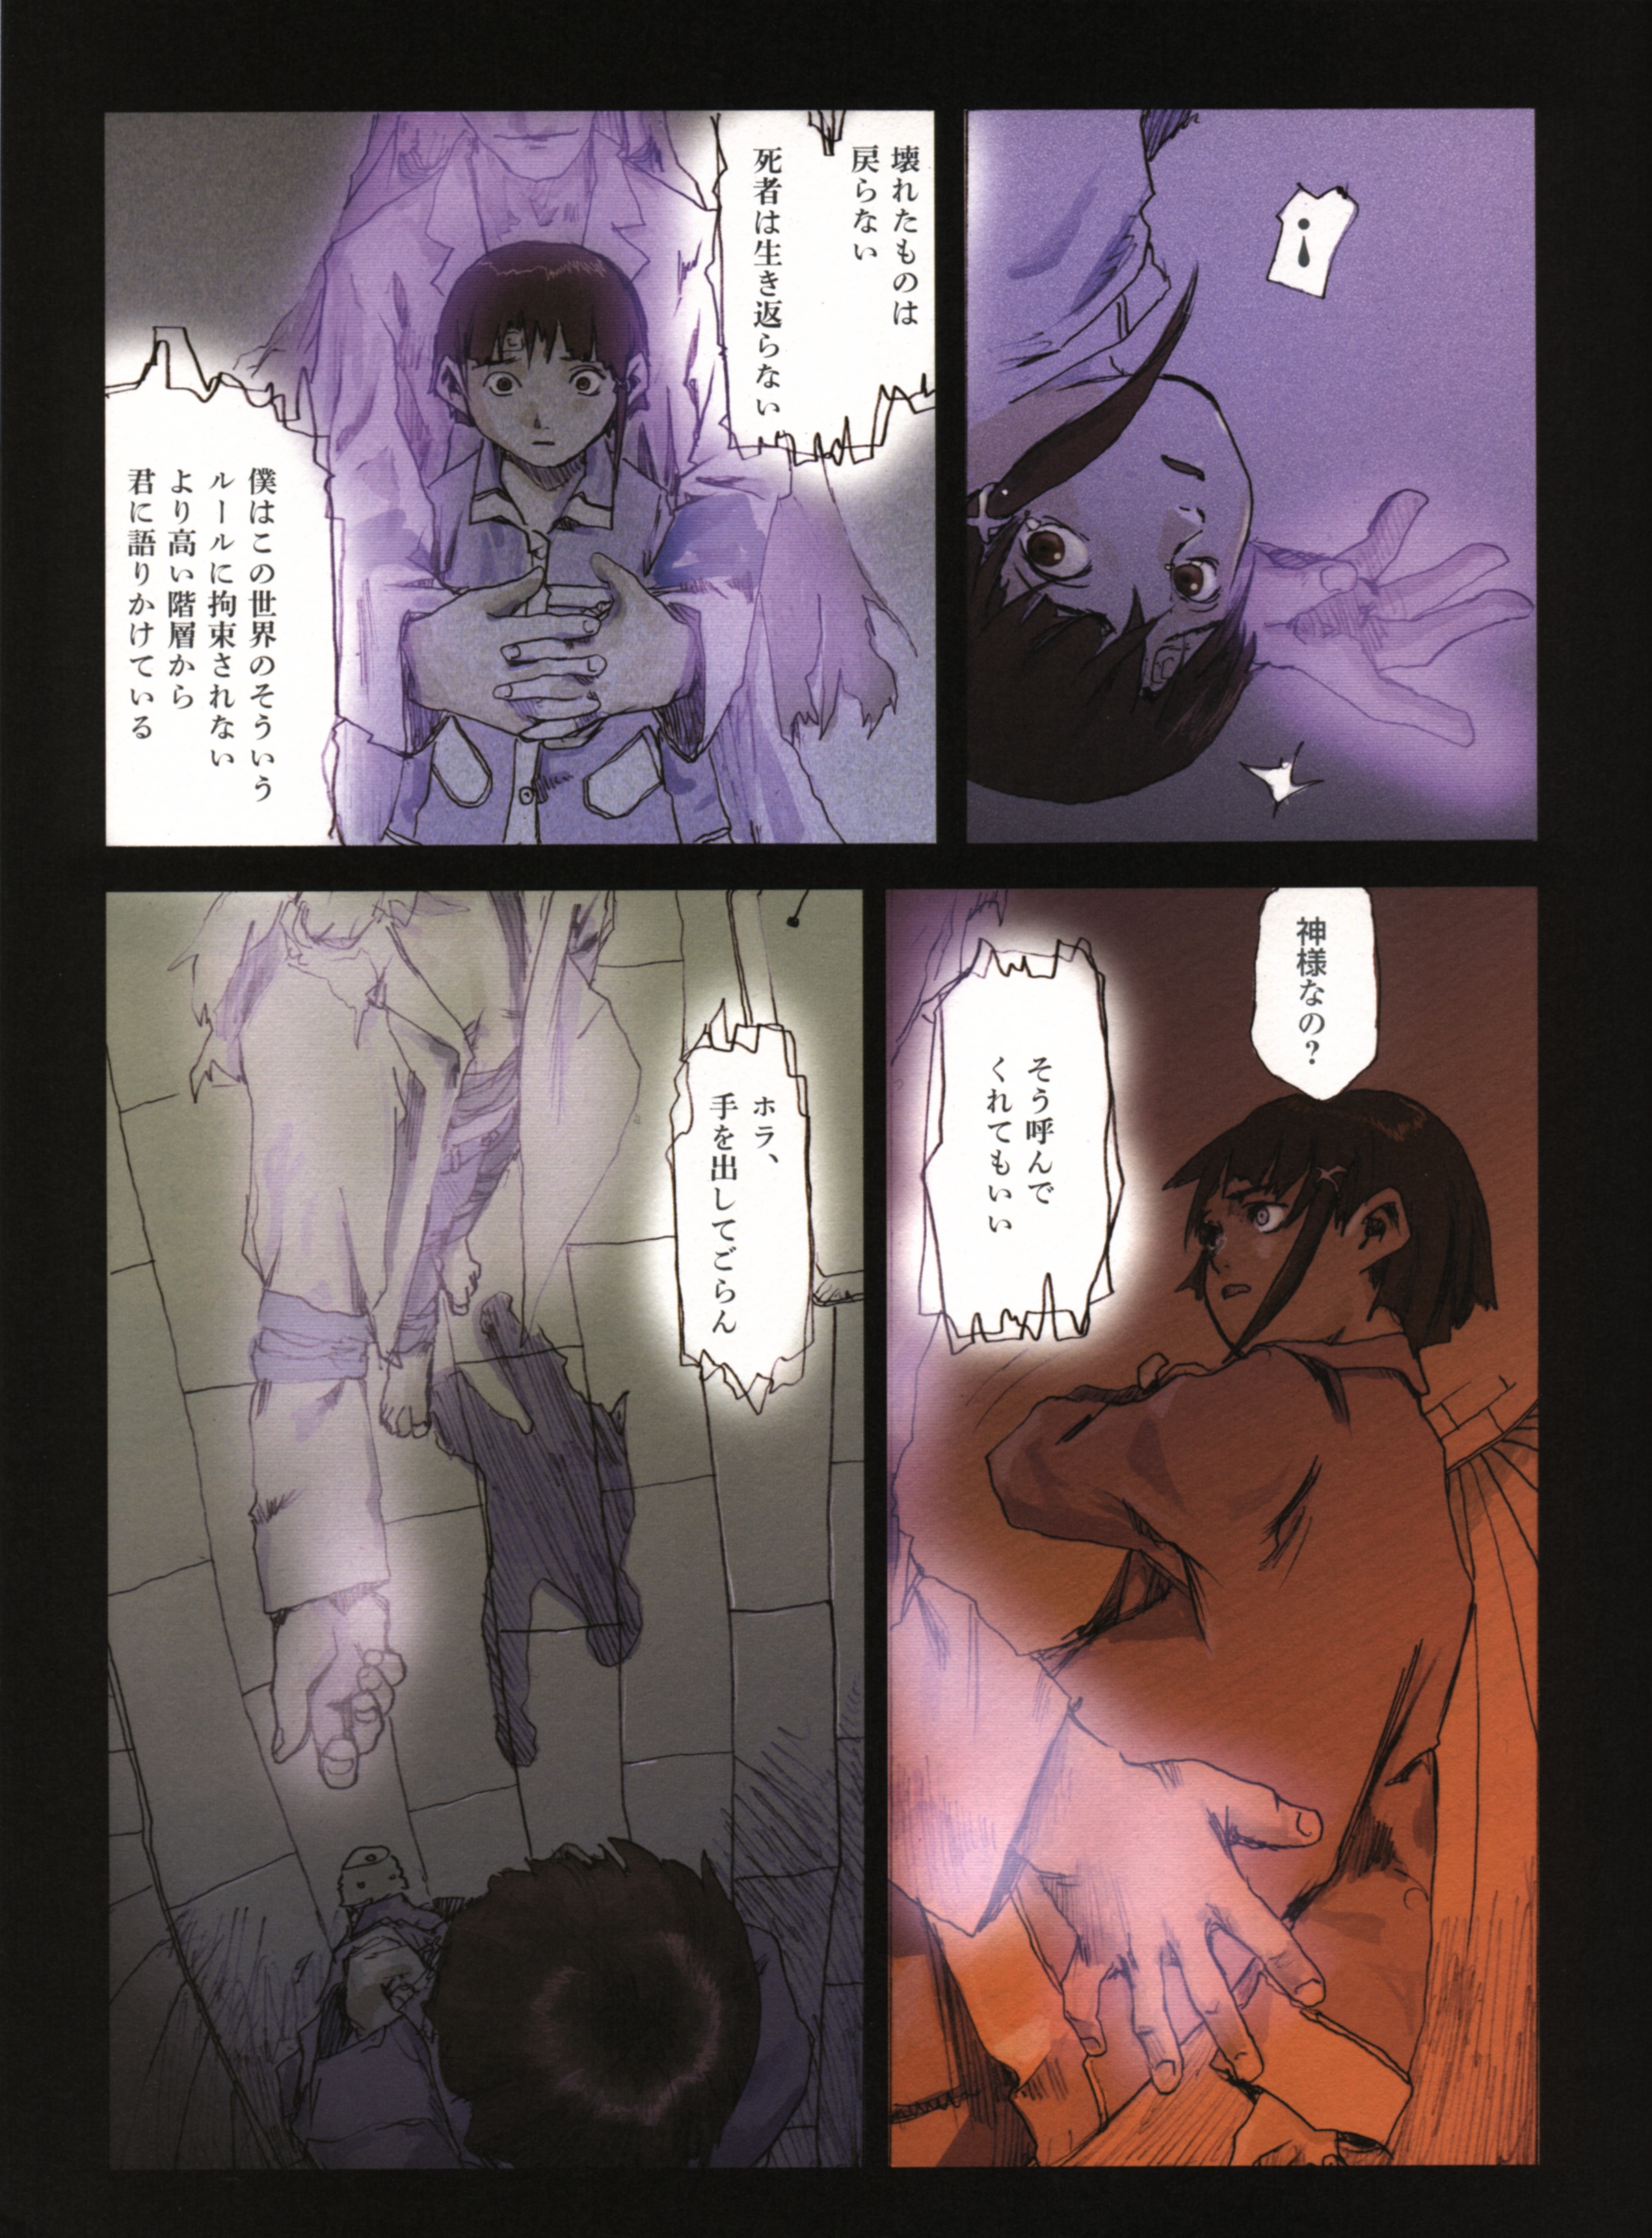 ！
壊れたものは
戻らない
死者は生き返らない
僕はこの世界のそういう
ルールに拘束されない
より高い階層から
君に語りかけている
神様なの？
そう呼んで
くれてもいい
ホラ、
手を出してごらん